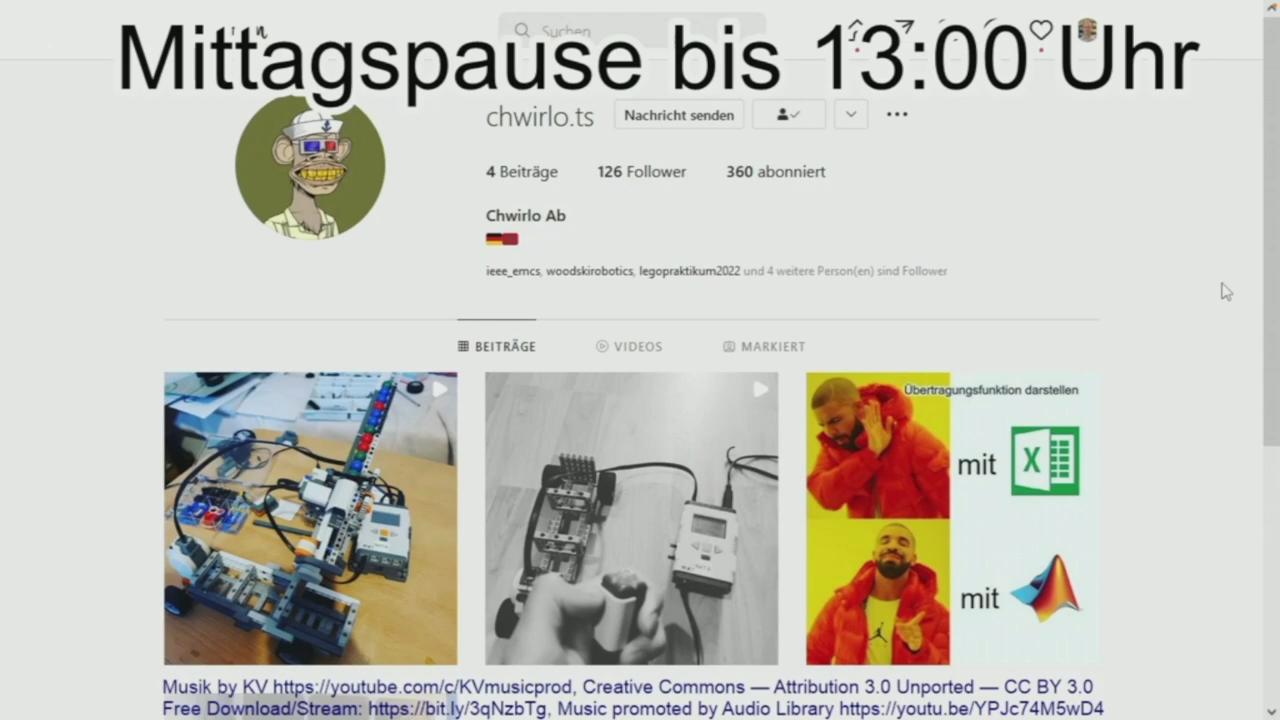 Mittagspause bis 13:00 Uhr
Suchen
chwirlo.ts Nachricht senden
4 Beiträge 126 Follower 360 abonniert
Chwirlo Ab
ieee_emcs, woodskirobotics, legopraktikum2022 und 4 weitere Person(en) sind Follower
BEITRÄGE VIDEOS MARKIERT
Übertragungsfunktion darstellen
mit
X
mit
Musik by KV https://youtube.com/c/KVmusicprod, Creative Commons — Attribution 3.0 Unported — CC BY 3.0
Free Download/Stream: https://bit.ly/3qNzbTg, Music promoted by Audio Library https://youtu.be/YPJc74M5wD4